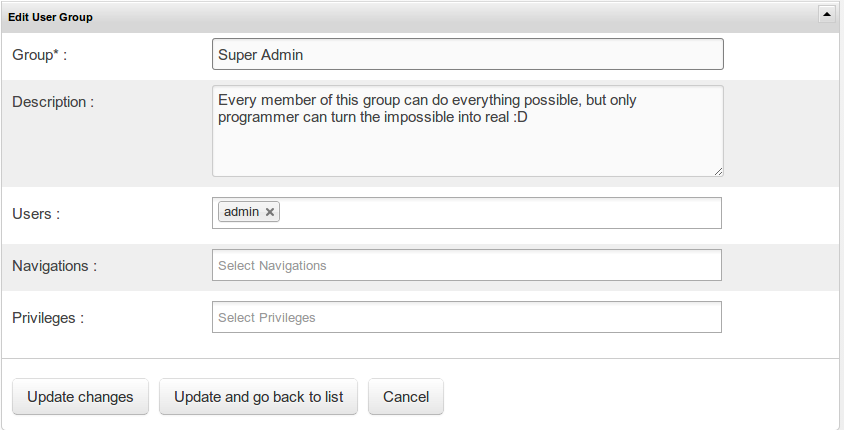 Edit User Group
Group* :
Super Admin
Description :
Every member of this group can do everything possible, but only
programmer can turn the impossible into real :D
Users :
admin
Navigations :
Select Navigations
Privileges :
Select Privileges
Update changes
Update and go back to list
Cancel